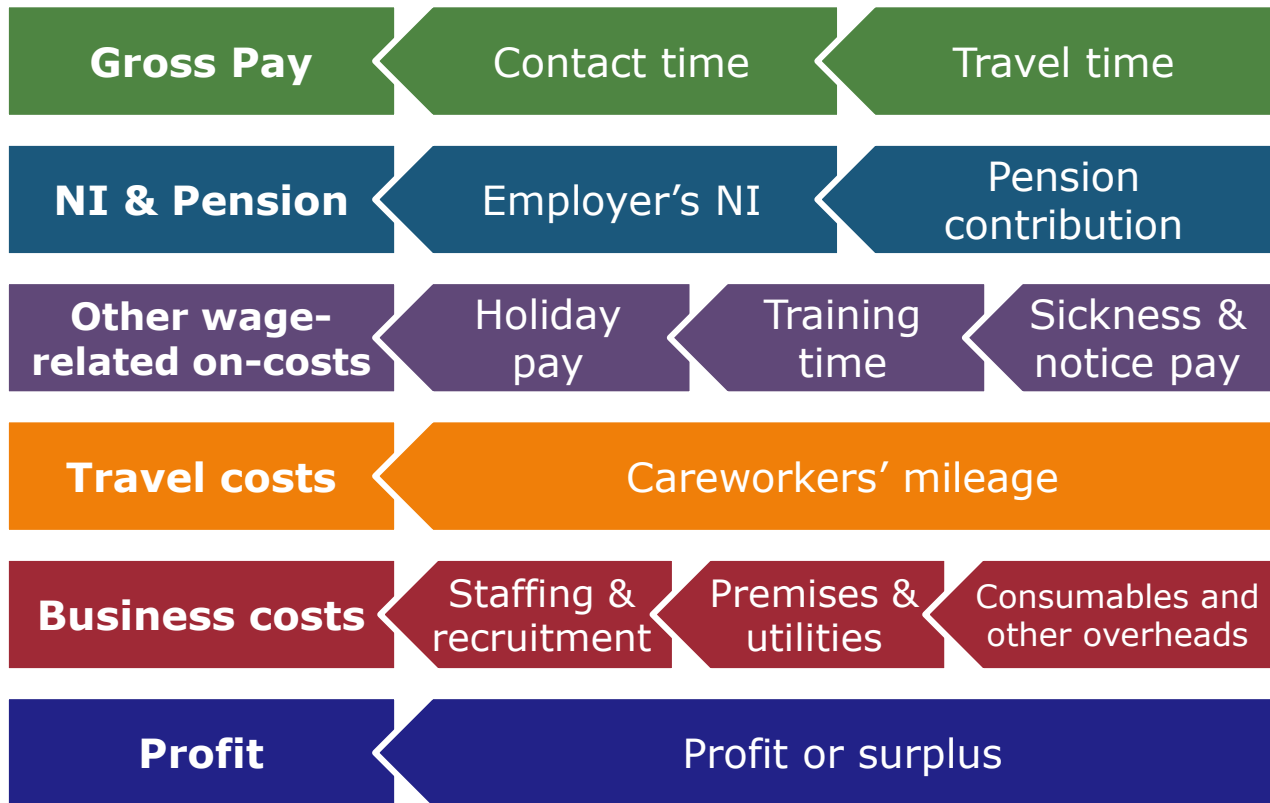 Gross Pay
Contact time
Travel time
NI & Pension
Employer’s NI
Pension
contribution
Other wage-
related on-costs
Holiday
pay
Training
time
Sickness &
notice pay
Travel costs
Careworkers’ mileage
Business costs
Staffing &
recruitment
Premises &
utilities
Consumables and
other overheads
Profit
Profit or surplus